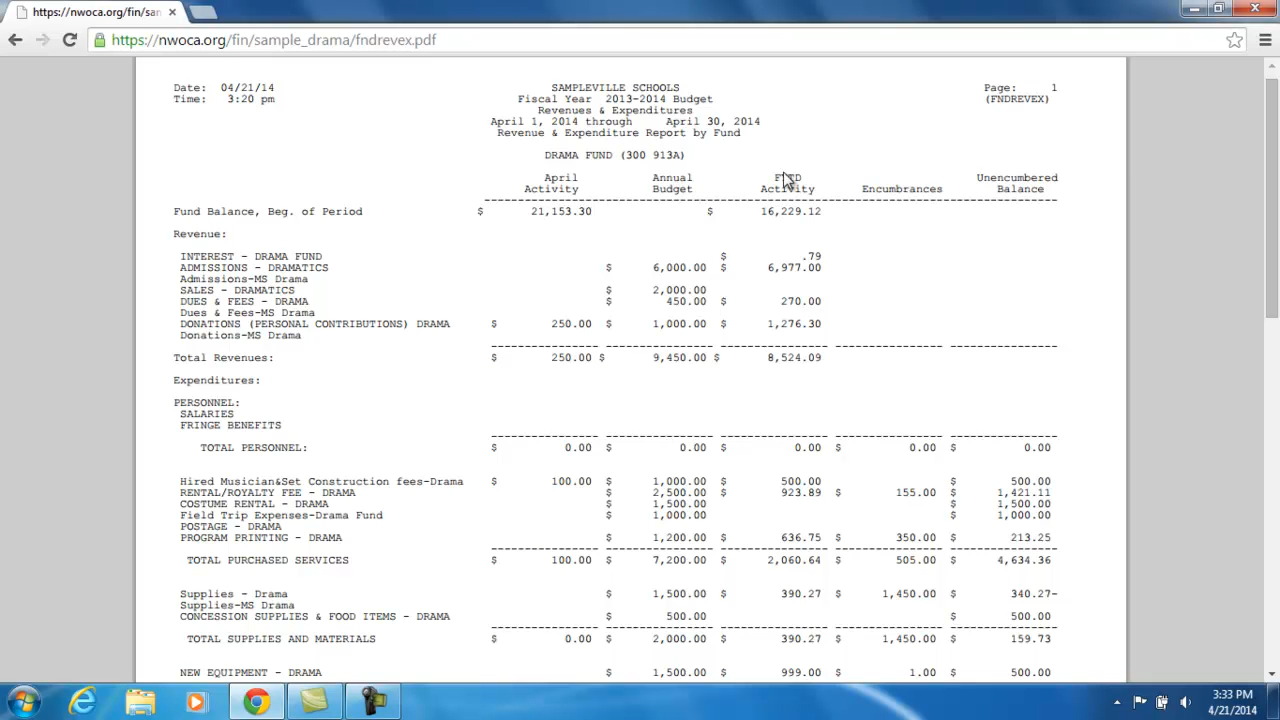 https://nwoca.org/fin/san
https://nwoca.org/fin/sample_drama/fndrevex.pdf
Date: 04/21/14 SAMPLEVILLE SCHOOLS Page: 1
Time: 3:20 pm Fiscal Year 2013-2014 Budget (FNDREVEX)
Revenues & Expenditures
April 1, 2014 through April 30, 2014
Revenue & Expenditure Report by Fund
DRAMA FUND (300 913A)
April Annual Unencumbered
Activity Budget Activity Encumbrances Balance
Fund Balance, Beg. of Period $ 21,153.30 $ 16,229.12
Revenue:
INTEREST - DRAMA FUND $ .79
ADMISSIONS - DRAMATICS $ 6,000.00 $ 6,977.00
Admissions-MS Drama
SALES - DRAMATICS $ 2,000.00
DUES & FEES - DRAMA $ 450.00 $ 270.00
Dues & Fees-MS Drama
DONATIONS (PERSONAL CONTRIBUTIONS) DRAMA $ 250.00 $ 1,000.00 $ 1,276.30
Donations-MS Drama
Total Revenues: $ 250.00 $ 9,450.00 $ 8,524.09
Expenditures:
PERSONNEL:
SALARIES
FRINGE BENEFITS
TOTAL PERSONNEL: $ 0.00 $ 0.00 $ 0.00 $ 0.00 $ 0.00
Hired Musician&Set Construction fees-Drama $ 100.00 $ 1,000.00 $ 500.00 $ 500.00
RENTAL/ROYALTY FEE - DRAMA $ 2,500.00 $ 923.89 $ 155.00 $ 1,421.11
COSTUME RENTAL - DRAMA $ 1,500.00 $ 1,500.00
Field Trip Expenses-Drama Fund $ 1,000.00 $ 1,000.00
POSTAGE - DRAMA
PROGRAM PRINTING - DRAMA $ 1,200.00 $ 636.75 $ 350.00 $ 213.25
TOTAL PURCHASED SERVICES $ 100.00 $ 7,200.00 $ 2,060.64 $ 505.00 $ 4,634.36
Supplies - Drama $ 1,500.00 $ 390.27 $ 1,450.00 $ 340.27-
Supplies-MS Drama
CONCESSION SUPPLIES & FOOD ITEMS - DRAMA $ 500.00 $ 500.00
TOTAL SUPPLIES AND MATERIALS $ 0.00 $ 2,000.00 $ 390.27 $ 1,450.00 $ 159.73
NEW EQUIPMENT - DRAMA $ 1,500.00 $ 999.00 $ 1.00 $ 500.00
3:33 PM
4/21/2014